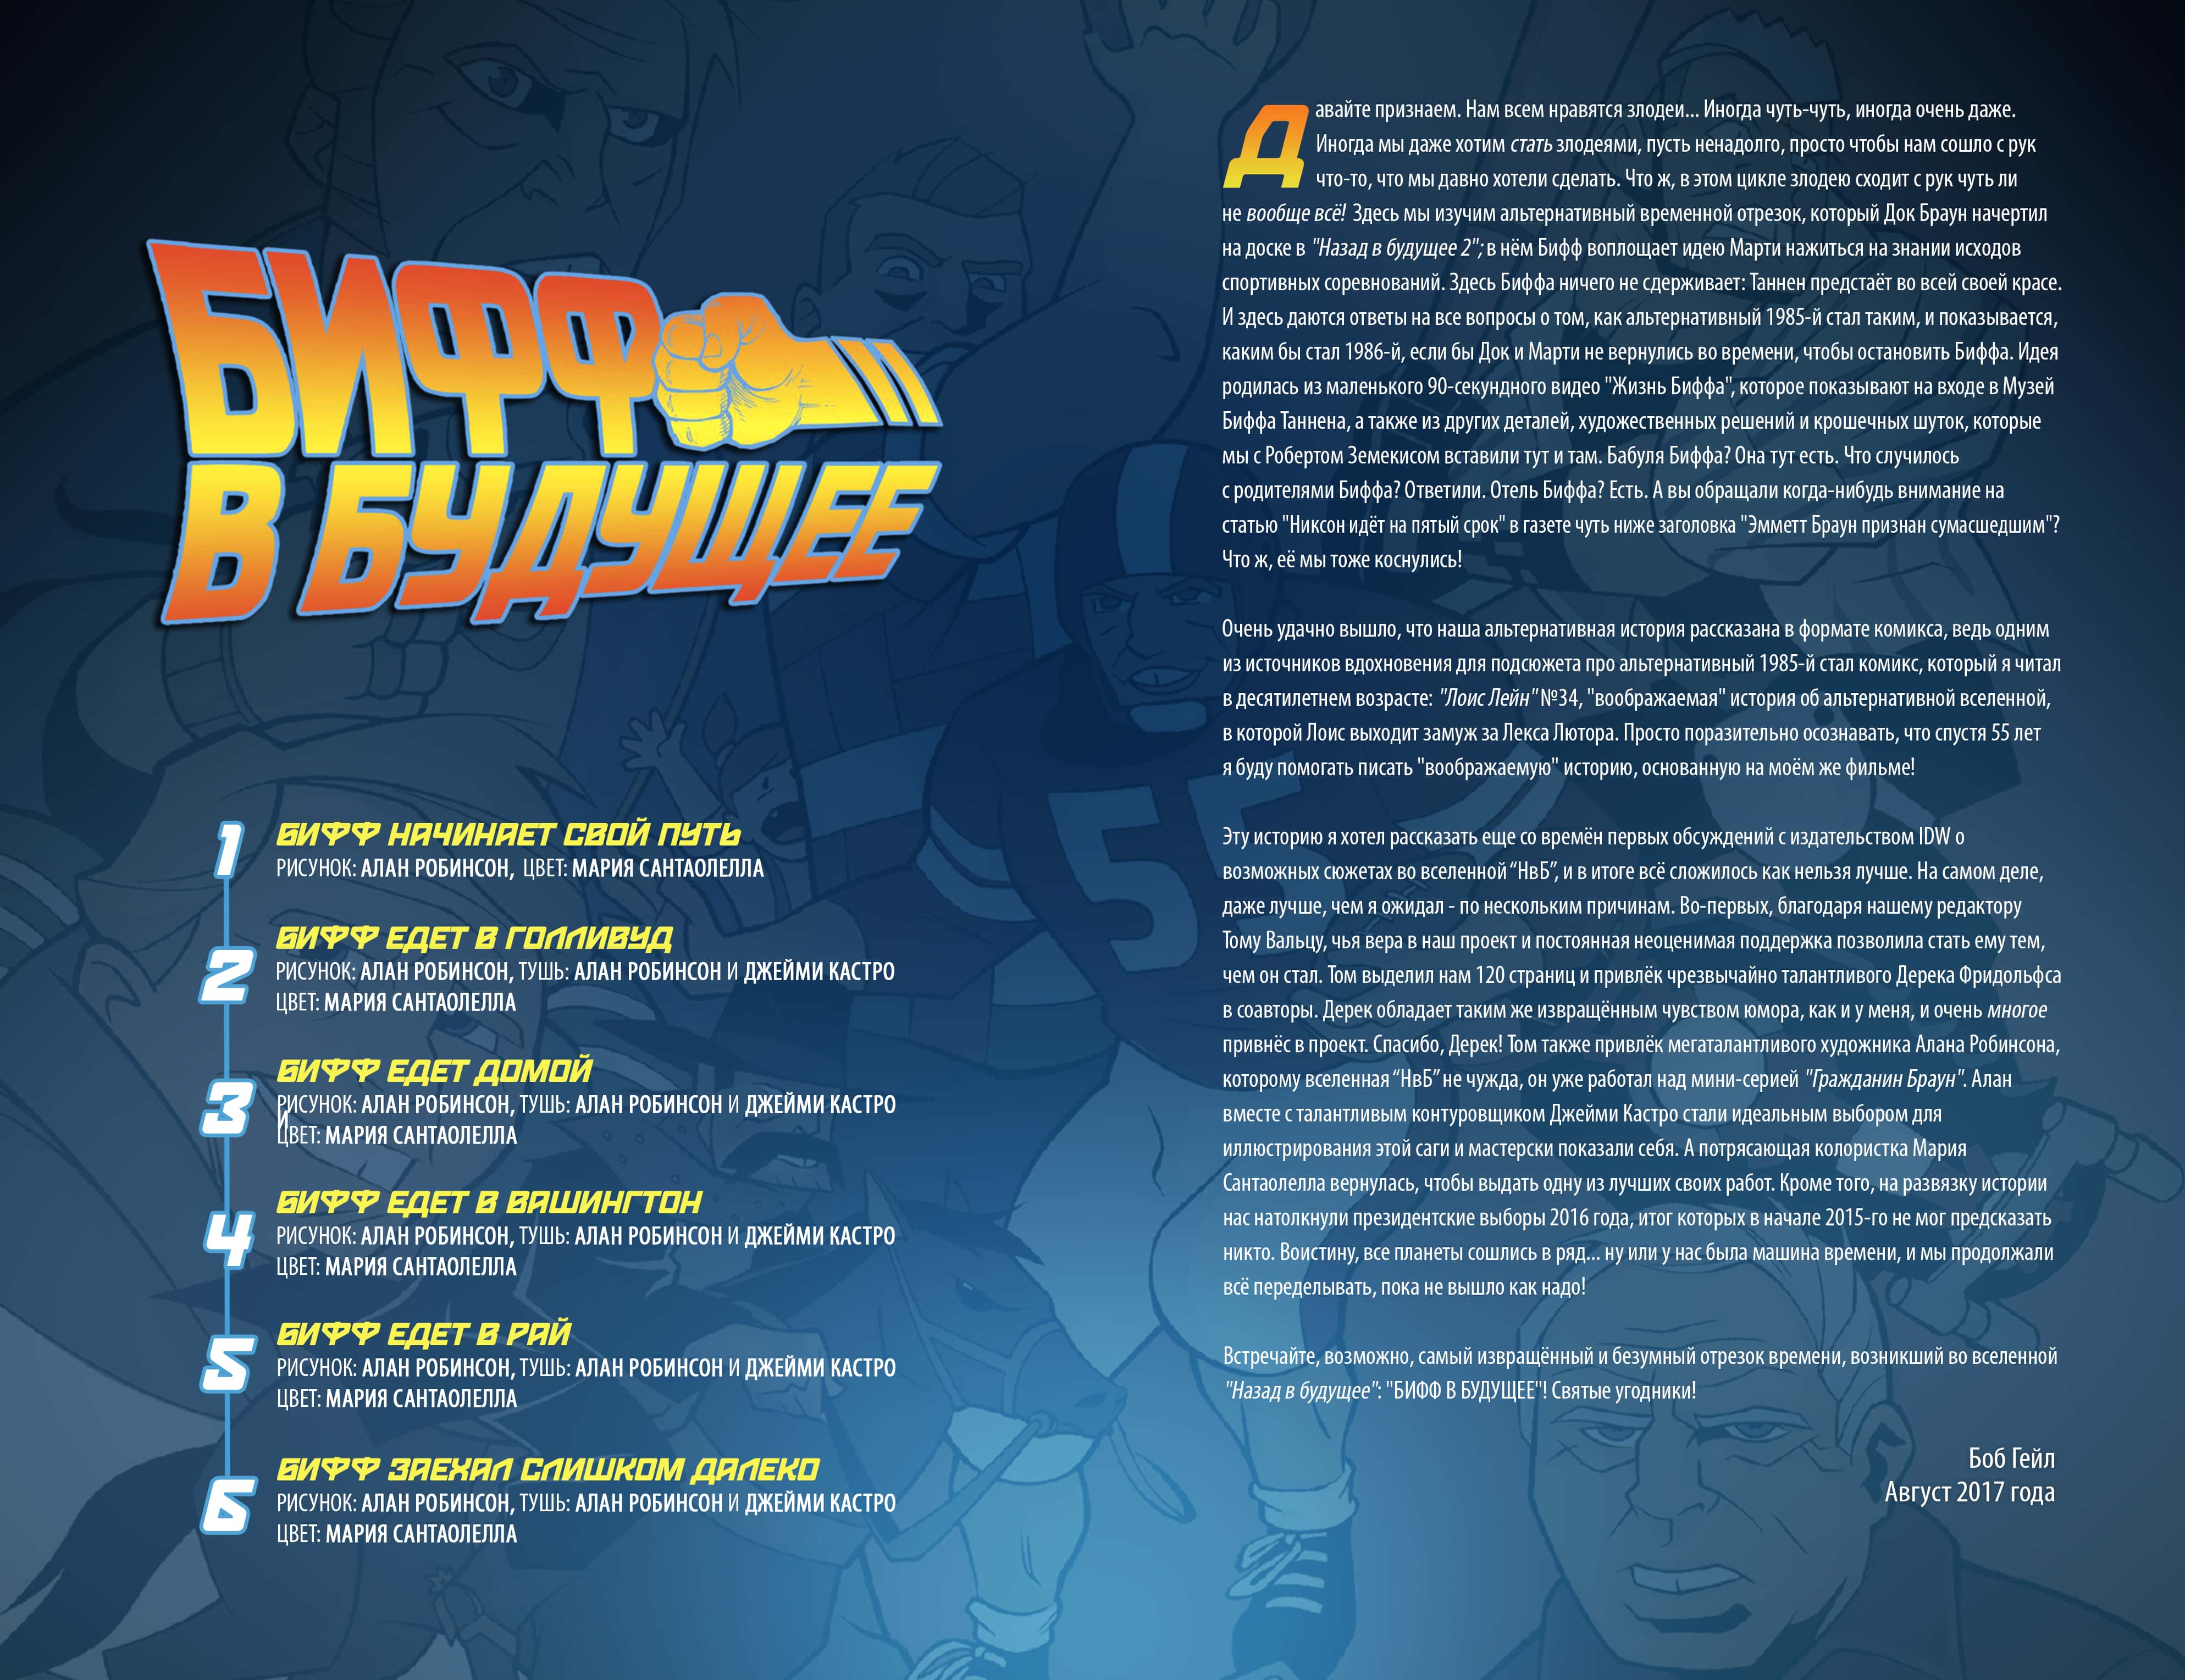 БИФФ
В БУДУЩЕЕ
1
БИФФ НАЧИНАЕТ СВОЙ ПУТЬ
РИСУНОК: АЛАН РОБИНСОН, ЦВЕТ: МАРИЯ САНТАОЛЕЛЛА
2
БИФФ ЕДЕТ В ГОЛЛИВУД
РИСУНОК: АЛАН РОБИНСОН, ТУШЬ: АЛАН РОБИНСОН И ДЖЕЙМИ КАСТРО
ЦВЕТ: МАРИЯ САНТАОЛЕЛЛА
3
БИФФ ЕДЕТ ДОМОЙ
РИСУНОК: АЛАН РОБИНСОН, ТУШЬ: АЛАН РОБИНСОН И ДЖЕЙМИ КАСТРО
И
ЦВЕТ: МАРИЯ САНТАОЛЕЛЛА
4
БИФФ ЕДЕТ В ВАШИНГТОН
РИСУНОК: АЛАН РОБИНСОН, ТУШЬ: АЛАН РОБИНСОН И ДЖЕЙМИ КАСТРО
ЦВЕТ: МАРИЯ САНТАОЛЕЛЛА
5
БИФФ ЕДЕТ В РАЙ
РИСУНОК: АЛАН РОБИНСОН, ТУШЬ: АЛАН РОБИНСОН И ДЖЕЙМИ КАСТРО
ЦВЕТ: МАРИЯ САНТАОЛЕЛЛА
6
БИФФ ЗАЕХАЛ СЛИШКОМ ДАЛЕКО
РИСУНОК: АЛАН РОБИНСОН, ТУШЬ: АЛАН РОБИНСОН И ДЖЕЙМИ КАСТРО
ЦВЕТ: МАРИЯ САНТАОЛЕЛЛА
55
Давайте признаем. Нам всем нравятся злодеи... Иногда чуть-чуть, иногда очень даже.
Иногда мы даже хотим стать злодеями, пусть ненадолго, просто чтобы нам сошло с рук
что-то, что мы давно хотели сделать. Что ж, в этом цикле злодею сходит с рук чуть ли
не вообще всё! Здесь мы изучим альтернативный временной отрезок, который Док Браун начертил
на доске в "Назад в будущее 2"; в нём Бифф воплощает идею Марти нажиться на знании исходов
спортивных соревнований. Здесь Биффа ничего не сдерживает: Таннен предстаёт во всей своей красе.
И здесь даются ответы на все вопросы о том, как альтернативный 1985-й стал таким, и показывается,
каким бы стал 1986-й, если бы Док и Марти не вернулись во времени, чтобы остановить Биффа. Идея
родилась из маленького 90-секундного видео "Жизнь Биффа", которое показывают на входе в Музей
Биффа Таннена, а также из других деталей, художественных решений и крошечных шуток, которые
мы с Робертом Земекисом вставили тут и там. Бабуля Биффа? Она тут есть. Что случилось
с родителями Биффа? Ответили. Отель Биффа? Есть. А вы обращали когда-нибудь внимание на
статью "Никсон идёт на пятый срок" в газете чуть ниже заголовка "Эмметт Браун признан сумасшедшим"?
Что ж, её мы тоже коснулись!
Очень удачно вышло, что наша альтернативная история рассказана в формате комикса, ведь одним
из источников вдохновения для подсюжета про альтернативный 1985-й стал комикс, который я читал
в десятилетнем возрасте: "Лоис Лейн" №34, "воображаемая" история об альтернативной вселенной,
в которой Лоис выходит замуж за Лекса Лютора. Просто поразительно осознавать, что спустя 55 лет
я буду помогать писать "воображаемую" историю, основанную на моём же фильме!
Эту историю я хотел рассказать еще со времён первых обсуждений с издательством IDW о
возможных сюжетах во вселенной “НвБ”, и в итоге всё сложилось как нельзя лучше. На самом деле,
даже лучше, чем я ожидал - по нескольким причинам. Во-первых, благодаря нашему редактору
Тому Вальцу, чья вера в наш проект и постоянная неоценимая поддержка позволила стать ему тем,
чем он стал. Том выделил нам 120 страниц и привлёк чрезвычайно талантливого Дерека Фридольфса
в соавторы. Дерек обладает таким же извращённым чувством юмора, как и у меня, и очень многое
привнёс в проект. Спасибо, Дерек! Том также привлёк мегаталантливого художника Алана Робинсона,
которому вселенная “НвБ” не чужда, он уже работал над мини-серией "Гражданин Браун". Алан
вместе с талантливым контуровщиком Джейми Кастро стали идеальным выбором для
иллюстрирования этой саги и мастерски показали себя. А потрясающая колористка Мария
Сантаолелла вернулась, чтобы выдать одну из лучших своих работ. Кроме того, на развязку истории
нас натолкнули президентские выборы 2016 года, итог которых в начале 2015-го не мог предсказать
никто. Воистину, все планеты сошлись в ряд... ну или у нас была машина времени, и мы продолжали
всё переделывать, пока не вышло как надо!
Встречайте, возможно, самый извращённый и безумный отрезок времени, возникший во вселенной
"Назад в будущее": "БИФФ В БУДУЩЕЕ"! Святые угодники!
Боб Гейл
Август 2017 года